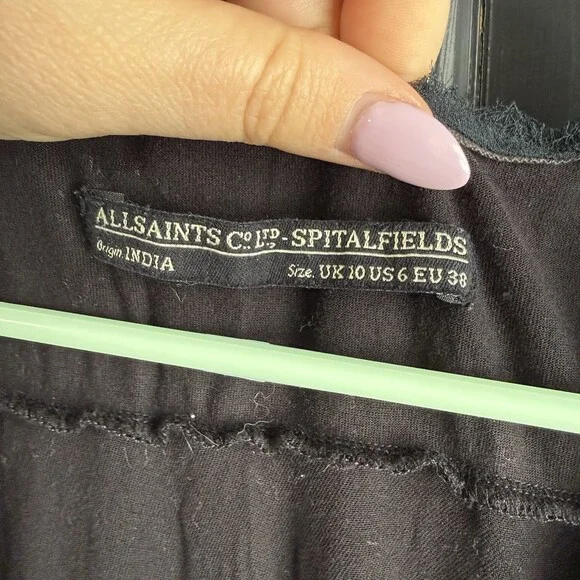 ALLSAINTS Co LTD - SPITALFIELDS
Origin. INDIA
Size. UK 10 US 6 EU 38